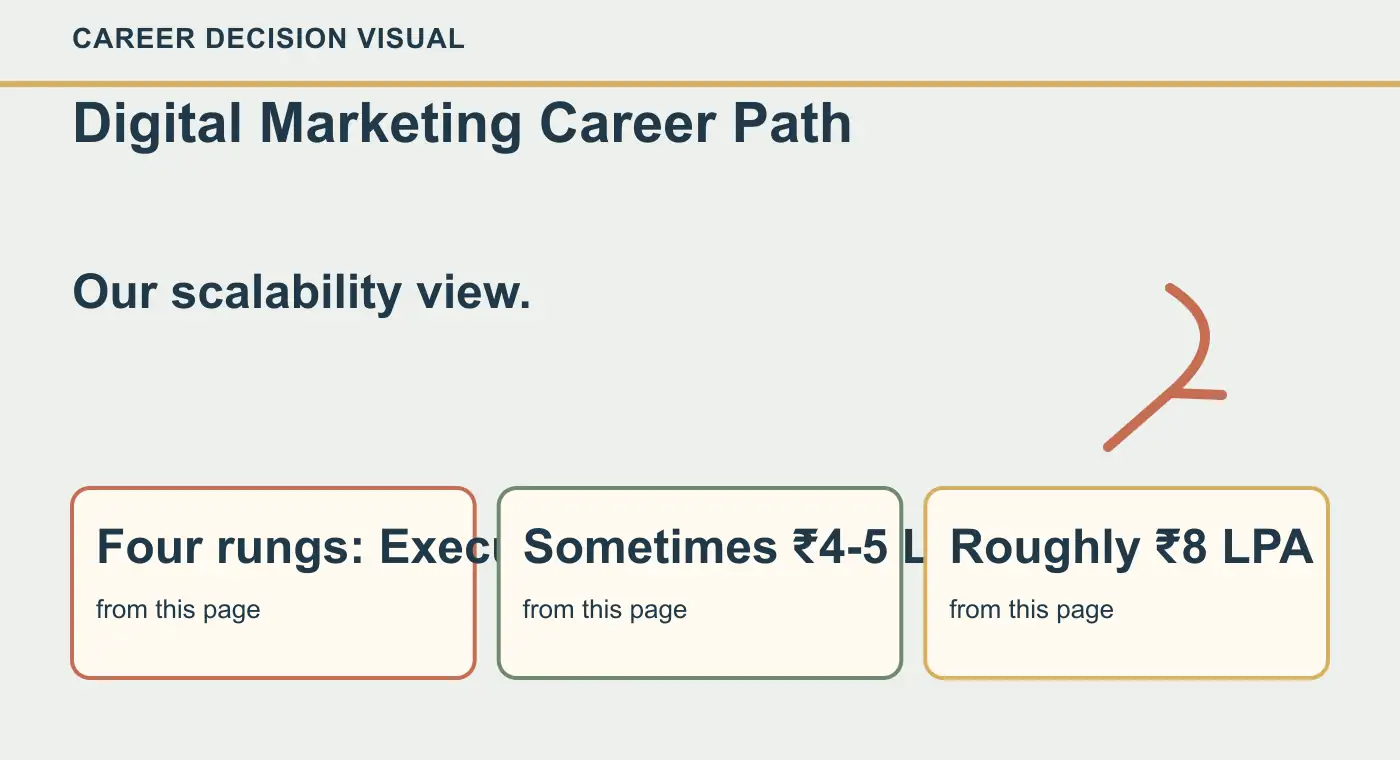 CAREER DECISION VISUAL
Digital Marketing Career Path
Our scalability view.
Four rungs: Execu
Sometimes ₹4-5 L
Roughly ₹8 LPA
from this page
from this page
from this page